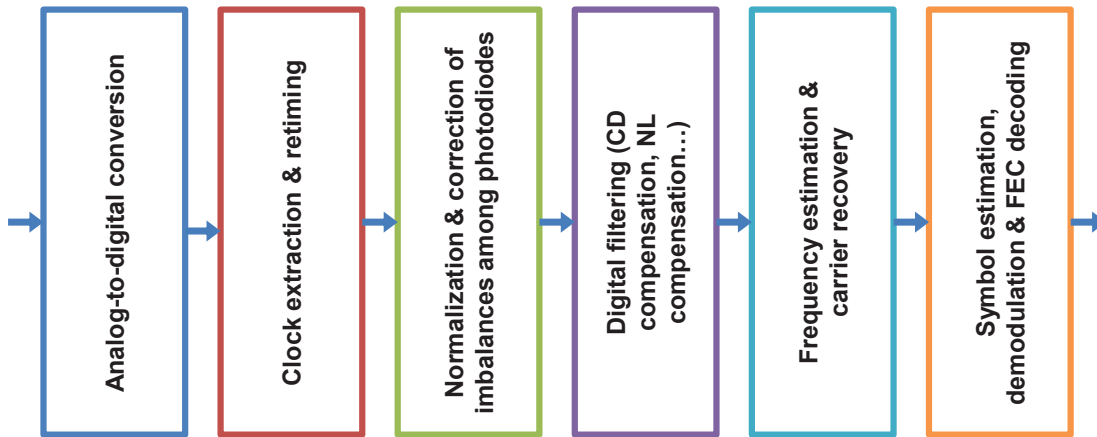 Analog-to-digital conversion
Clock extraction & retiming
Normalization & correction of
imbalances among photodiodes
Digital filtering (CD
compensation, NL
compensation…)
Frequency estimation &
carrier recovery
Symbol estimation,
demodulation & FEC decoding